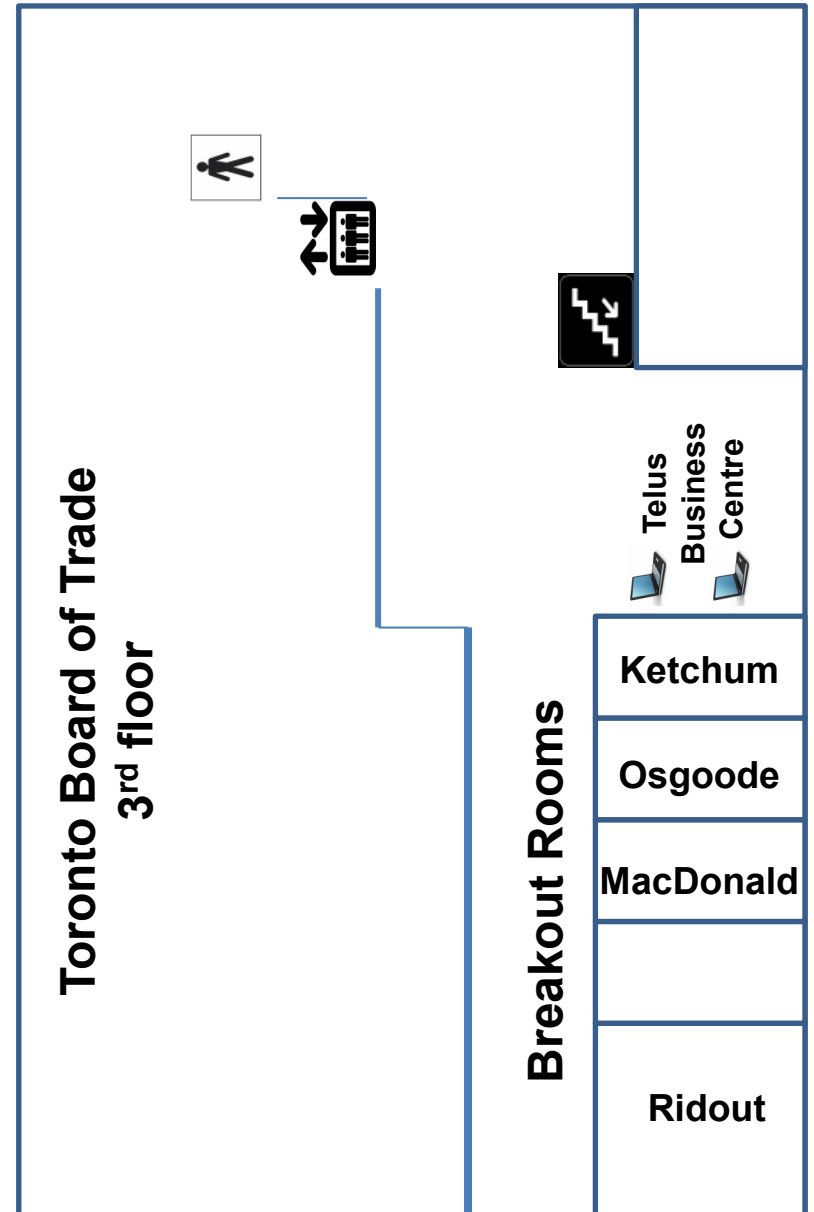 Toronto Board of Trade
3rd floor
Telus
Business
Centre
Breakout Rooms
Ketchum
Osgoode
MacDonald
Ridout